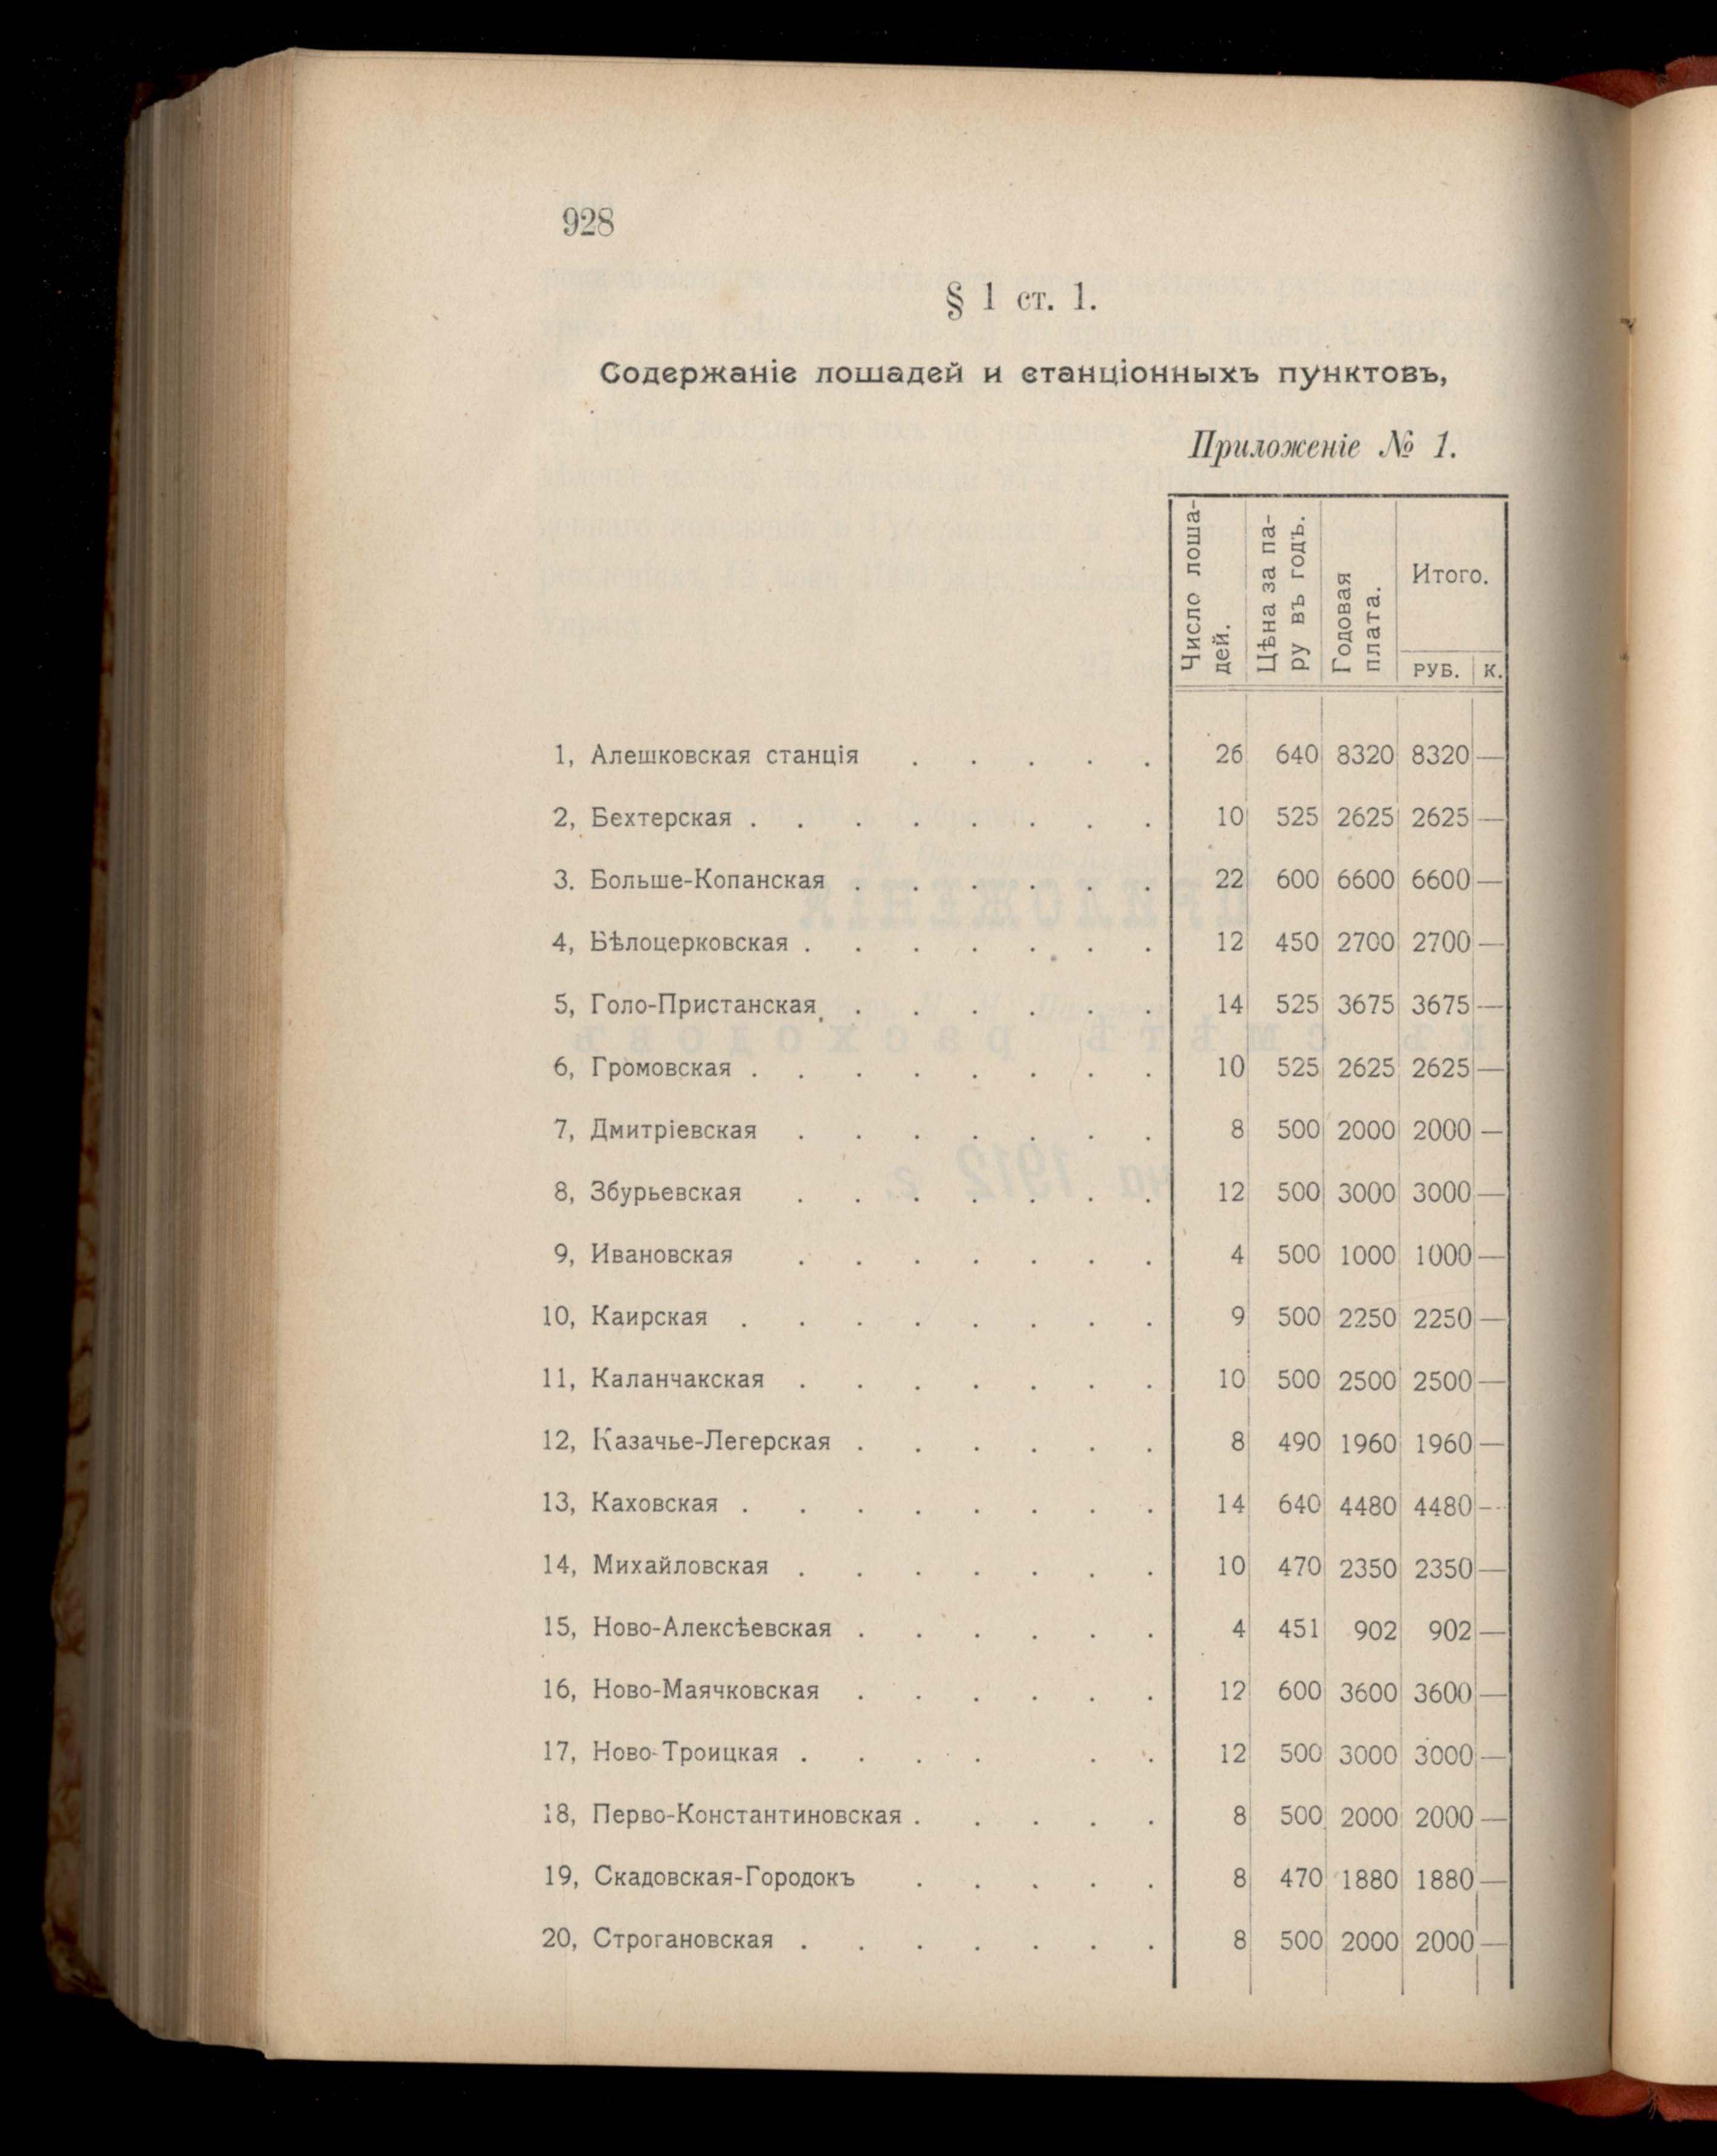 928
§ 1 ст. 1.
Содержаніе лошадей и станціонныхъ пунктовъ,
Приложеніе № 1.
Число лоша-
дей.
Цѣна за па-
ру въ годъ.
Годовая
плата.
Итого.
РУБ. К.
1, Алешковская станція . . . . . 26 640 8320 8320 —
2, Бехтерская . . . . . . . . 10 525 2625 2625 —
3. Больше-Копанская . . . . . . 22 600 6600 6600 —
4, Бѣлоцерковская . . . . . . . 12 450 2700 2700 —
5, Голо-Пристанская . . . . . . 14 525 3675 3675 —
6, Громовская . . . . . . . . 10 525 2625 2625 —
7, Дмитріевская . . . . . . . 8 500 2000 2000 —
8, Збурьевская . . . . . . . 12 500 3000 3000 —
9, Ивановская . . . . . . . 4 500 1000 1000 —
10, Каирская . . . . . . . . 9 500 2250 2250 —
11, Каланчакская . . . . . . . 10 500 2500 2500 —
12, Казачье-Легерская . . . . . . 8 490 1960 1960 —
13, Каховская . . . . . . . . 14 640 4480 4480 —
14, Михайловская . . . . . . . 10 470 2350 2350 —
15, Ново-Алексѣевская . . . . . . 4 451 902 902 —
16, Ново-Маячковская . . . . . . 12 600 3600 3600 —
17, Ново-Троицкая . . . . . . 12 500 3000 3000 —
18, Перво-Константиновская . . . . . 8 500 2000 2000 —
19, Скадовская-Городокъ . . . . . 8 470 1880 1880 —
20, Строгановская . . . . . . . 8 500 2000 2000 —